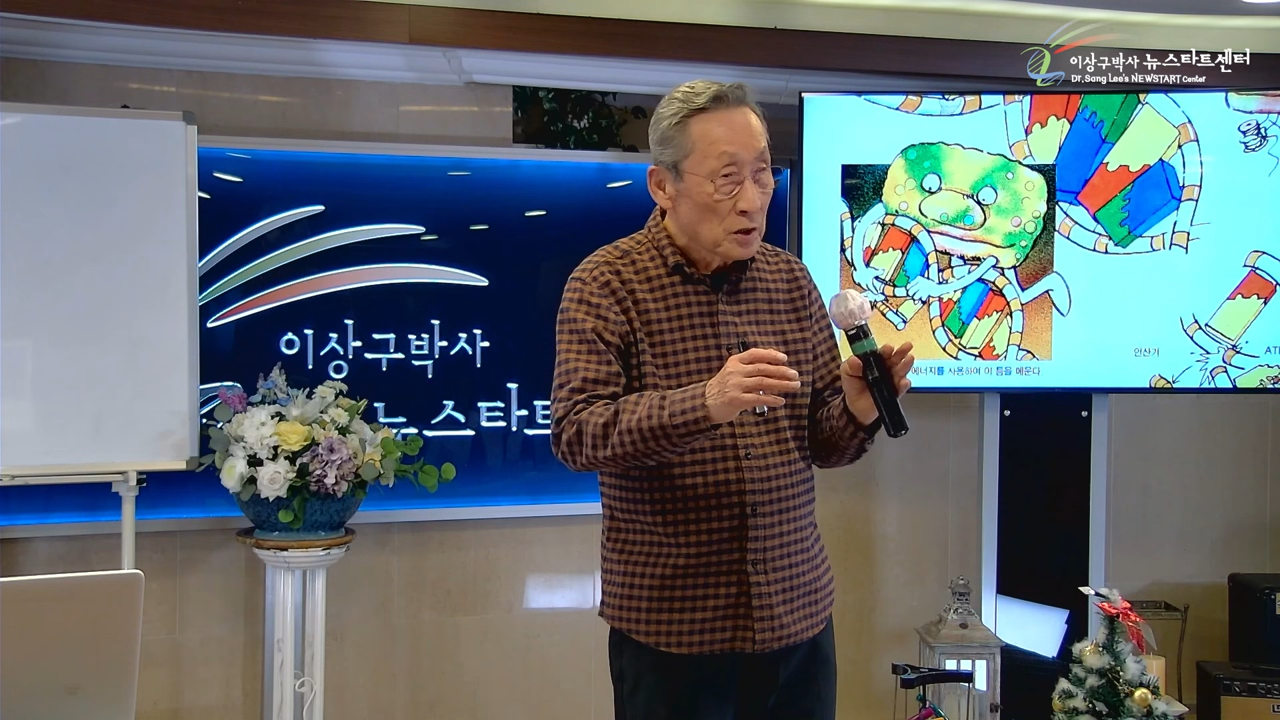 이상구박사 뉴스타트센터
Dr. Sang Lee's NEWSTART Center
이상구박사
뉴스타트
인산기
AT
에너지를 사용하여 이 틈을 메운다